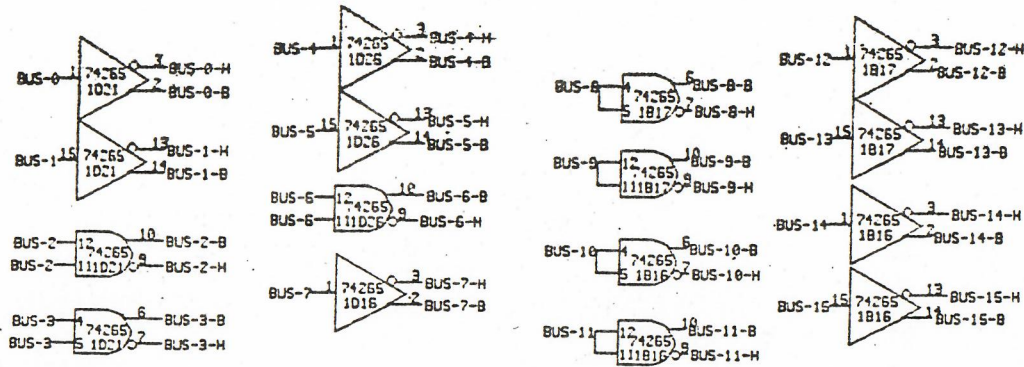 BUS-0 1 74265 1D21 3 BUS-0-H 2 BUS-0-B
BUS-1 15 74265 1D21 13 BUS-1-H 14 BUS-1-B
BUS-2 12 74265 10 BUS-2-B
BUS-2 11 1D21 9 BUS-2-H
BUS-3 4 74265 6 BUS-3-B
BUS-3 5 1D21 7 BUS-3-H
BUS-4 1 74265 1D26 3 BUS-4-H 2 BUS-4-B
BUS-5 15 74265 1D26 13 BUS-5-H 14 BUS-5-B
BUS-6 12 74265 10 BUS-6-B
BUS-6 11 1D26 9 BUS-6-H
BUS-7 1 74265 1D16 3 BUS-7-H 2 BUS-7-B
BUS-8 4 74265 6 BUS-8-B
5 1B17 7 BUS-8-H
BUS-9 12 74265 10 BUS-9-B
11 1B17 9 BUS-9-H
BUS-10 4 74265 6 BUS-10-B
5 1B16 7 BUS-10-H
BUS-11 12 74265 10 BUS-11-B
11 1B16 9 BUS-11-H
BUS-12 1 74265 1B17 3 BUS-12-H 2 BUS-12-B
BUS-13 15 74265 1B17 13 BUS-13-H 14 BUS-13-B
BUS-14 1 74265 1B16 3 BUS-14-H 2 BUS-14-B
BUS-15 15 74265 1B16 13 BUS-15-H 14 BUS-15-B